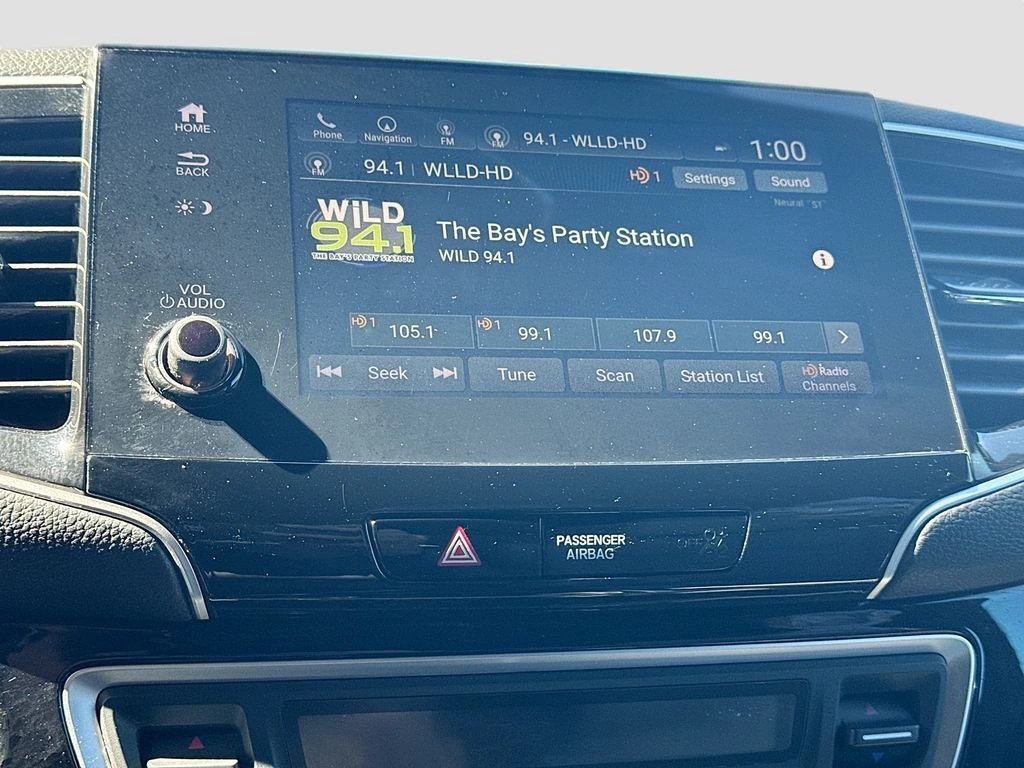 HOME
BACK
VOL
AUDIO
Phone
Navigation
FM
FM
94.1 - WLLD-HD
1:00
FM
94.1 | WLLD-HD
HD 1
Settings
Sound
Neural "ST"
WiLD
94.1
THE BAY'S PARTY STATION
The Bay's Party Station
WILD 94.1
i
HD 1 105.1
HD 1 99.1
107.9
99.1
Seek
Tune
Scan
Station List
HD Radio
Channels
PASSENGER
AIRBAG
OFF